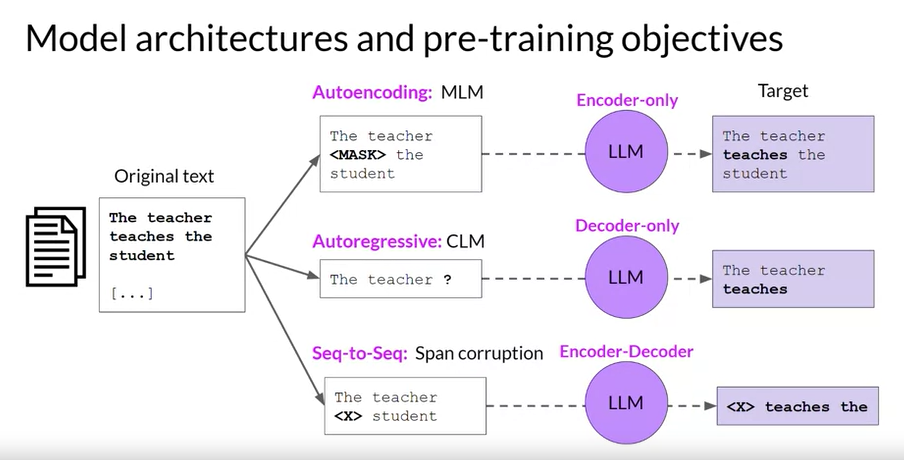 Model architectures and pre-training objectives
Original text
The teacher
teaches the
student
[...]
Autoencoding: MLM
The teacher
<MASK> the
student
Encoder-only
LLM
Target
The teacher
teaches the
student
Autoregressive: CLM
The teacher ?
Decoder-only
LLM
The teacher
teaches
Seq-to-Seq: Span corruption
The teacher
<X> student
Encoder-Decoder
LLM
<X> teaches the